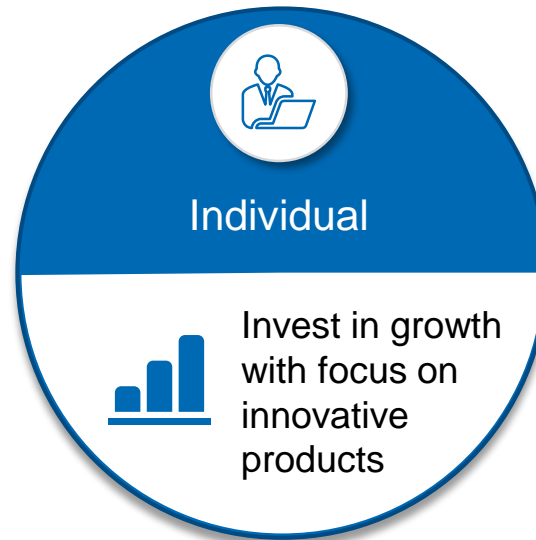 Individual
Invest in growth
with focus on
innovative
products